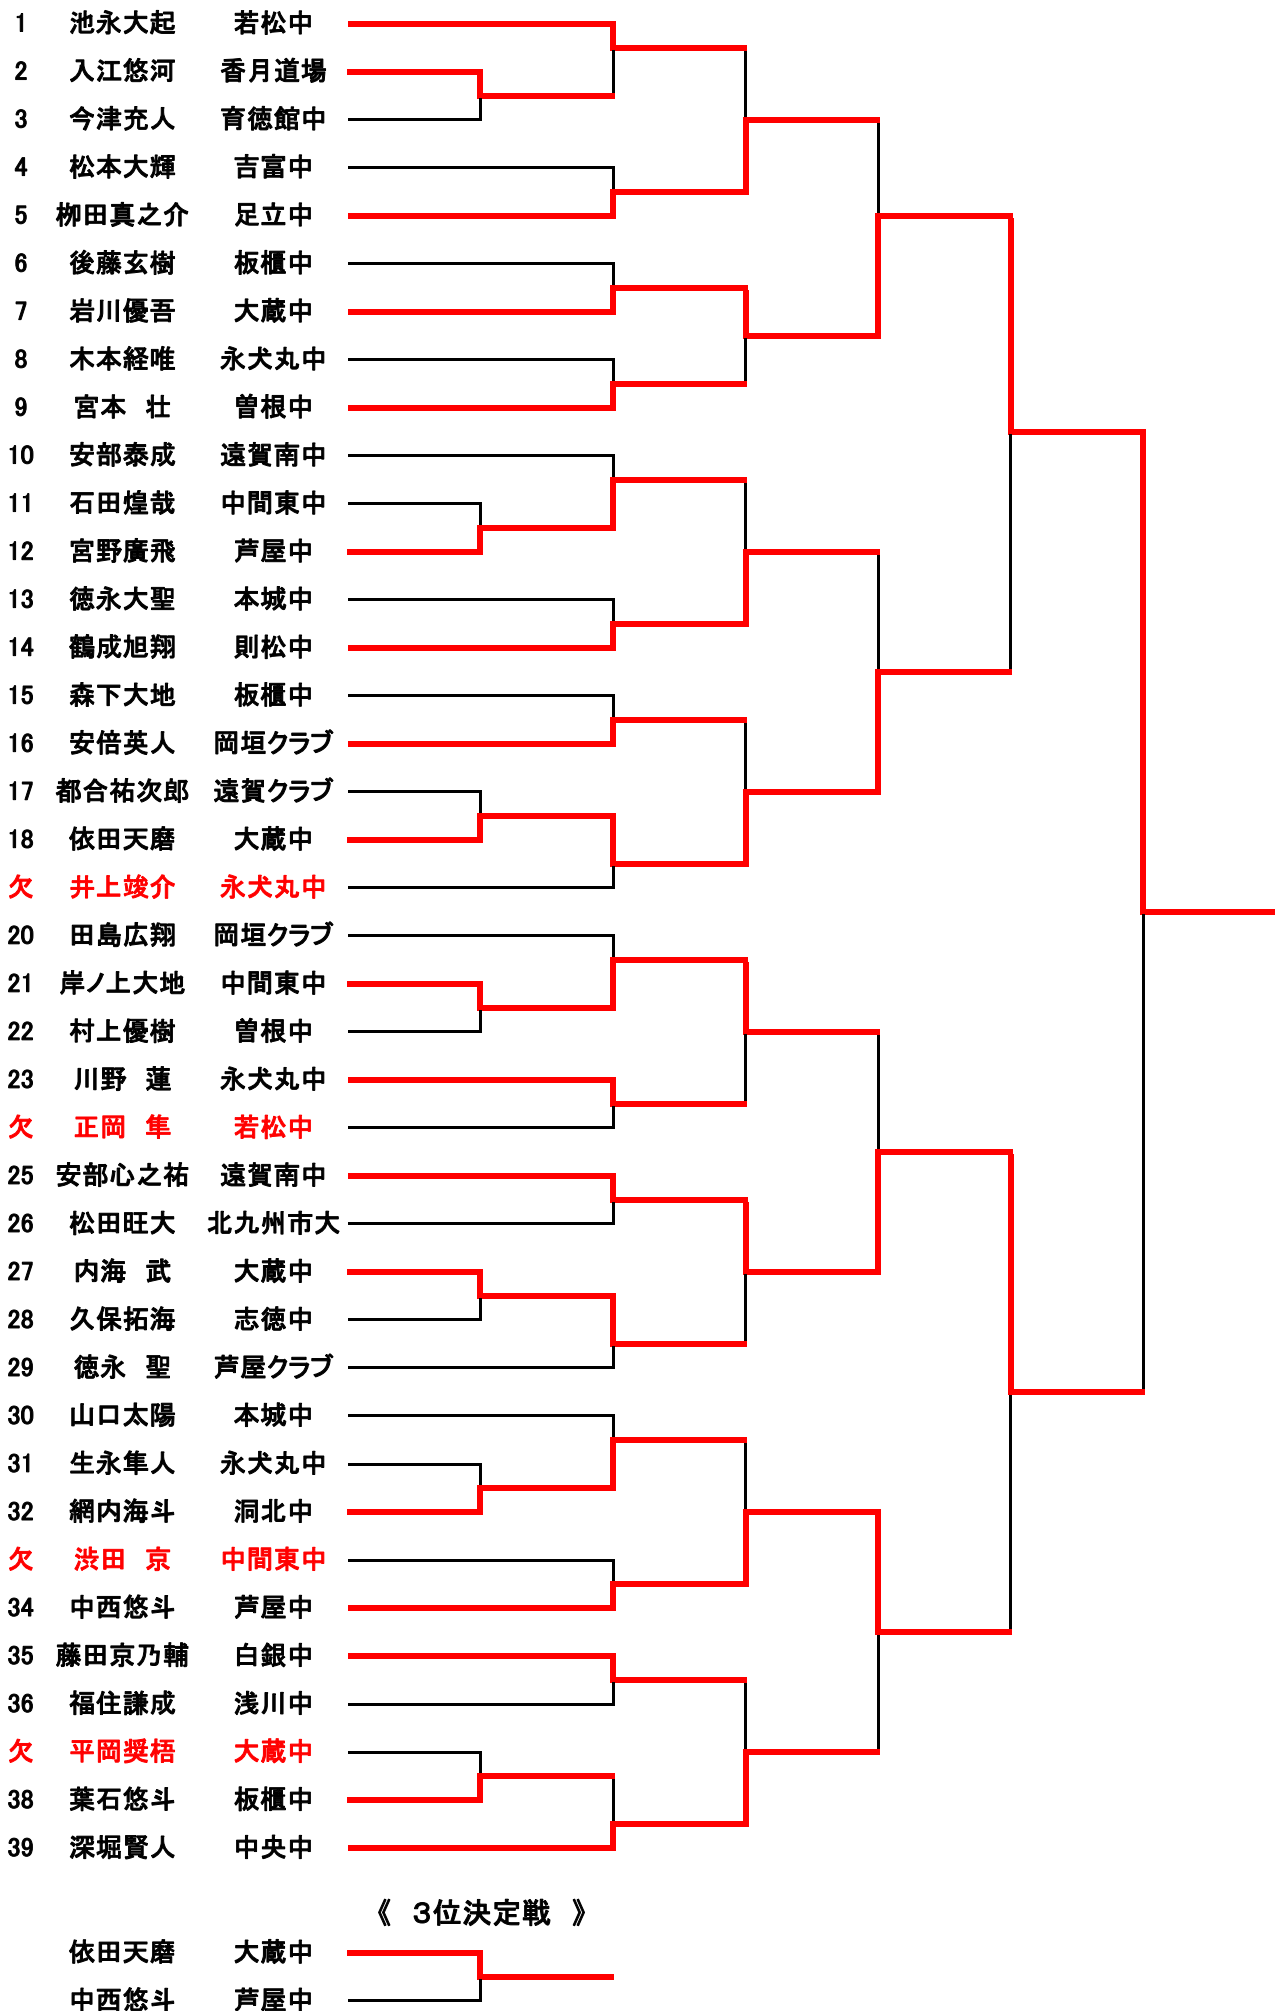 1 池永大起 若松中
2 入江悠河 香月道場
3 今津充人 育徳館中
4 松本大輝 吉富中
5 栁田真之介 足立中
6 後藤玄樹 板櫃中
7 岩川優吾 大蔵中
8 木本経唯 永犬丸中
9 宮本　壮 曽根中
10 安部泰成 遠賀南中
11 石田煌哉 中間東中
12 宮野廣飛 芦屋中
13 徳永大聖 本城中
14 鶴成旭翔 則松中
15 森下大地 板櫃中
16 安倍英人 岡垣クラブ
17 都合祐次郎 遠賀クラブ
18 依田天磨 大蔵中
欠 井上竣介 永犬丸中
20 田島広翔 岡垣クラブ
21 岸ノ上大地 中間東中
22 村上優樹 曽根中
23 川野　蓮 永犬丸中
欠 正岡　隼 若松中
25 安部心之祐 遠賀南中
26 松田旺大 北九州市大
27 内海　武 大蔵中
28 久保拓海 志徳中
29 徳永　聖 芦屋クラブ
30 山口太陽 本城中
31 生永隼人 永犬丸中
32 網内海斗 洞北中
欠 渋田　京 中間東中
34 中西悠斗 芦屋中
35 藤田京乃輔 白銀中
36 福住謙成 浅川中
欠 平岡奨梧 大蔵中
38 葉石悠斗 板櫃中
39 深堀賢人 中央中
《　３位決定戦　》
依田天磨 大蔵中
中西悠斗 芦屋中